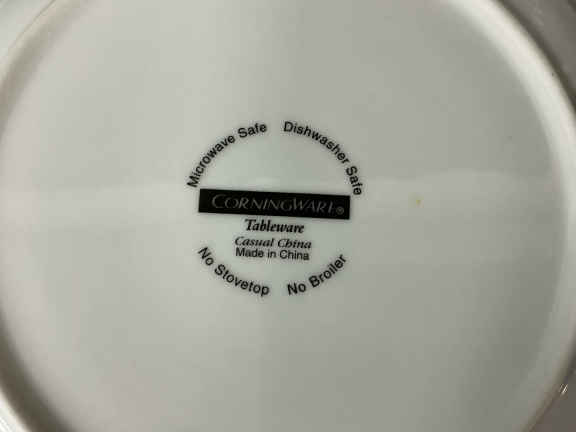 Microwave Safe Dishwasher Safe
CORNINGWARE®
Tableware
Casual China
Made in China
No Stovetop No Broiler